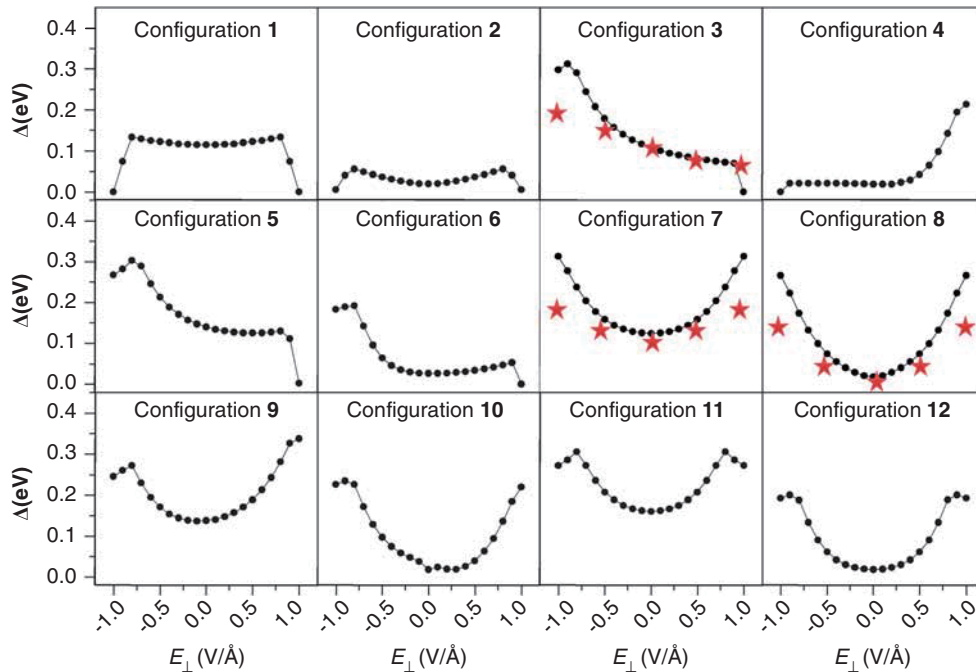 Configuration 1
Configuration 2
Configuration 3
Configuration 4
Δ(eV)
0.4
0.3
0.2
0.1
0.0
Configuration 5
Configuration 6
Configuration 7
Configuration 8
Δ(eV)
0.4
0.3
0.2
0.1
0.0
Configuration 9
Configuration 10
Configuration 11
Configuration 12
Δ(eV)
0.4
0.3
0.2
0.1
0.0
-1.0 -0.5 0.0 0.5 1.0 -1.0 -0.5 0.0 0.5 1.0 -1.0 -0.5 0.0 0.5 1.0 -1.0 -0.5 0.0 0.5 1.0
E⊥ (V/Å) E⊥ (V/Å) E⊥ (V/Å) E⊥ (V/Å)